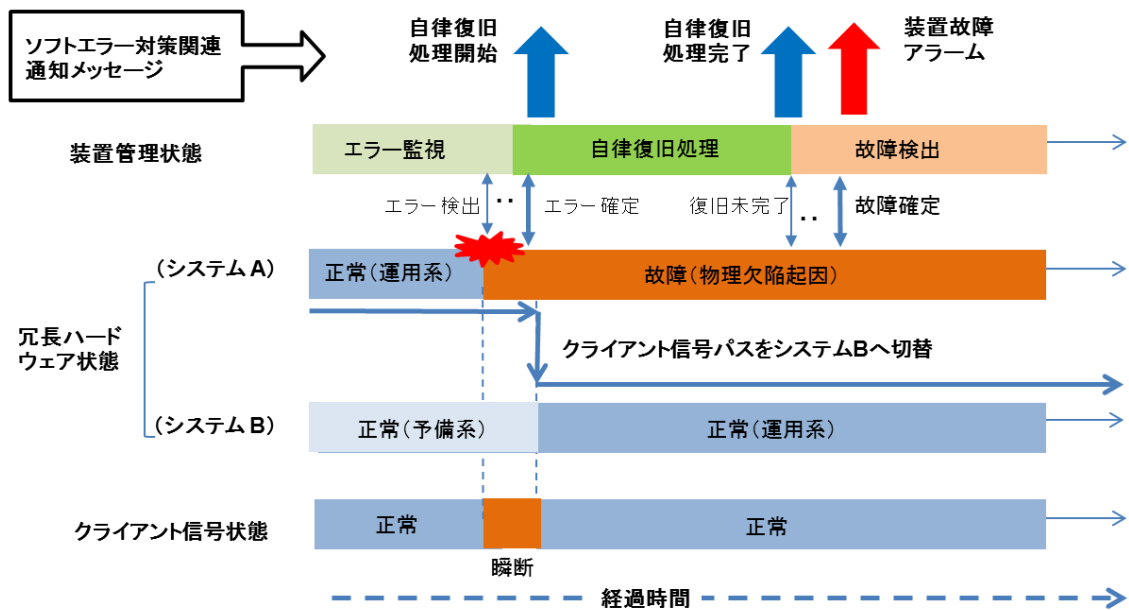 ソフトエラー対策関連
通知メッセージ
自律復旧
処理開始
自律復旧
処理完了
装置故障
アラーム
装置管理状態
エラー監視
自律復旧処理
故障検出
エラー検出
‥
エラー確定
復旧未完了
‥
故障確定
(システムA)
正常(運用系)
故障(物理欠陥起因)
冗長ハード
ウェア状態
クライアント信号パスをシステムBへ切替
(システムB)
正常(予備系)
正常(運用系)
クライアント信号状態
正常
正常
瞬断
経過時間